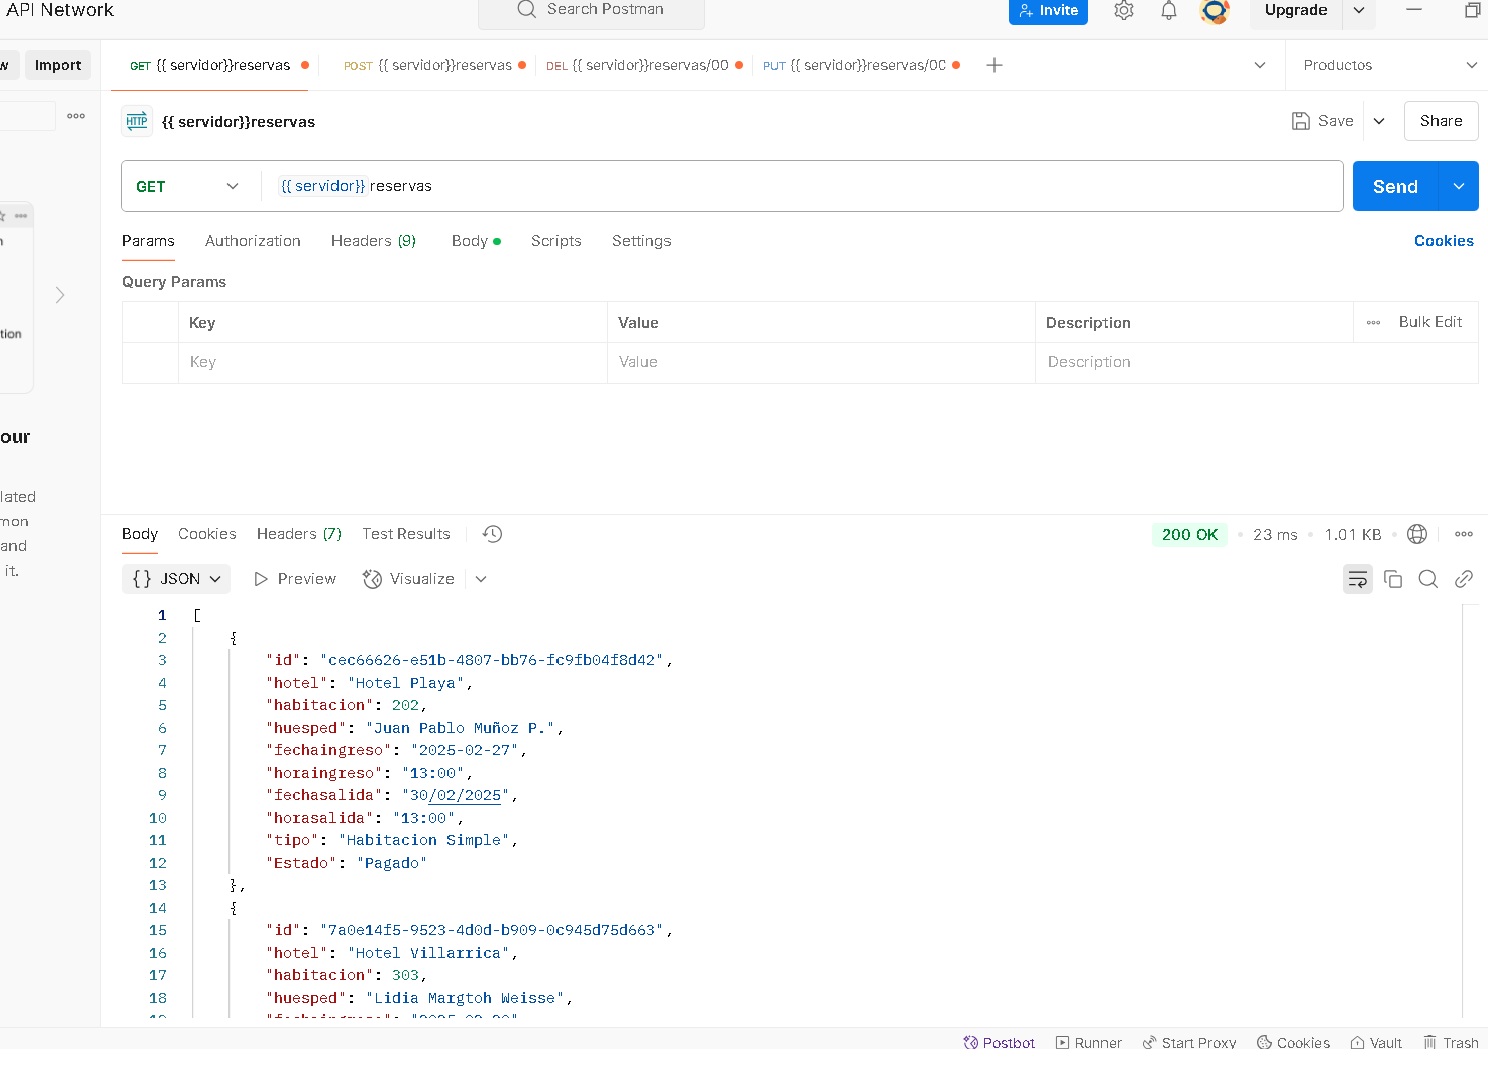 API Network
Search Postman
Invite
Upgrade
w
Import
GET {{ servidor}}reservas
POST {{ servidor}}reservas
DEL {{ servidor}}reservas/00
PUT {{ servidor}}reservas/00
Productos
HTTP {{ servidor}}reservas
Save
Share
GET
{{ servidor}} reservas
Send
Params
Authorization
Headers (9)
Body
Scripts
Settings
Cookies
Query Params
Key
Value
Description
Bulk Edit
Key
Value
Description
n
tion
our
lated
mon
and
it.
Body
Cookies
Headers (7)
Test Results
200 OK
23 ms
1.01 KB
{} JSON
Preview
Visualize
1 [
2 {
3 "id": "cec66626-e51b-4807-bb76-fc9fb04f8d42",
4 "hotel": "Hotel Playa",
5 "habitacion": 202,
6 "huesped": "Juan Pablo Muñoz P.",
7 "fechaingreso": "2025-02-27",
8 "horaingreso": "13:00",
9 "fechasalida": "30/02/2025",
10 "horasalida": "13:00",
11 "tipo": "Habitacion Simple",
12 "Estado": "Pagado"
13 },
14 {
15 "id": "7a0e14f5-9523-4d0d-b909-0c945d75d663",
16 "hotel": "Hotel Villarrica",
17 "habitacion": 303,
18 "huesped": "Lidia Margtoh Weisse",
Postbot
Runner
Start Proxy
Cookies
Vault
Trash